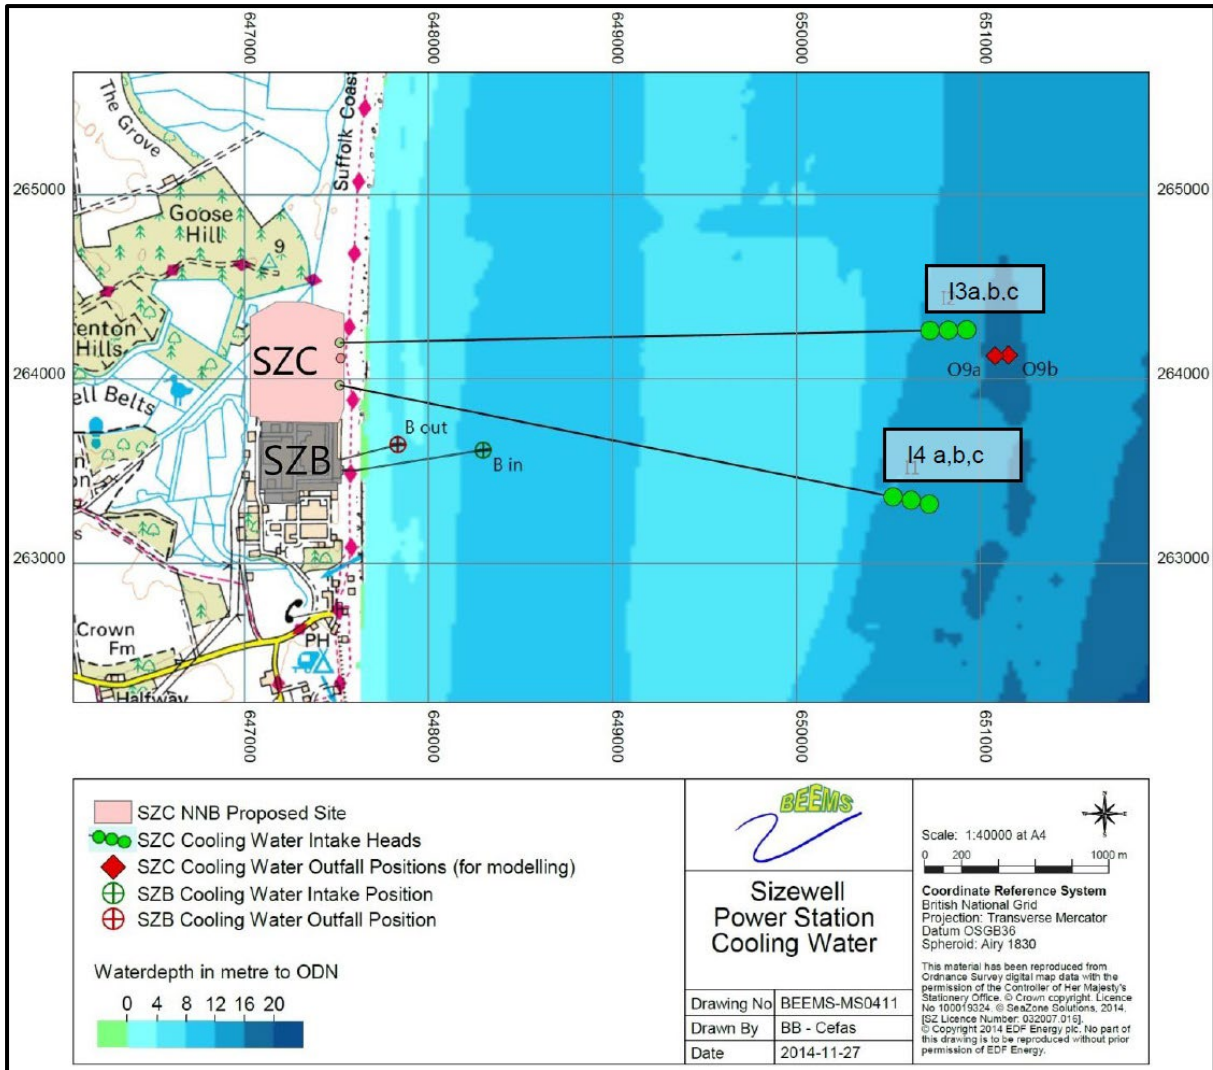 647000
648000
649000
650000
651000
The Grove
Suffolk Coas
265000
265000
Goose
Hill
9
I3a,b,c
enton
Hills
SZC
O9a
O9b
264000
264000
ell Belts
B out
SZB
B in
I4 a,b,c
I1
263000
263000
Crown
Fm
PH
Halfway
647000
648000
649000
650000
651000
SZC NNB Proposed Site
SZC Cooling Water Intake Heads
SZC Cooling Water Outfall Positions (for modelling)
SZB Cooling Water Intake Position
SZB Cooling Water Outfall Position
Waterdepth in metre to ODN
0 4 8 12 16 20
BEEMS
Sizewell
Power Station
Cooling Water
Drawing No BEEMS-MS0411
Drawn By BB - Cefas
Date 2014-11-27
Scale: 1:40000 at A4
0 200 1000 m
Coordinate Reference System
British National Grid
Projection: Transverse Mercator
Datum OSGB36
Spheroid: Airy 1830
This material has been reproduced from
Ordnance Survey digital map data with the
permission of the Controller of Her Majesty's
Stationery Office. © Crown copyright. Licence
No 100019324. © SeaZone Solutions, 2014,
[SZ Licence Number: 032007.016].
© Copyright 2014 EDF Energy plc. No part of
this drawing is to be reproduced without prior
permission of EDF Energy.